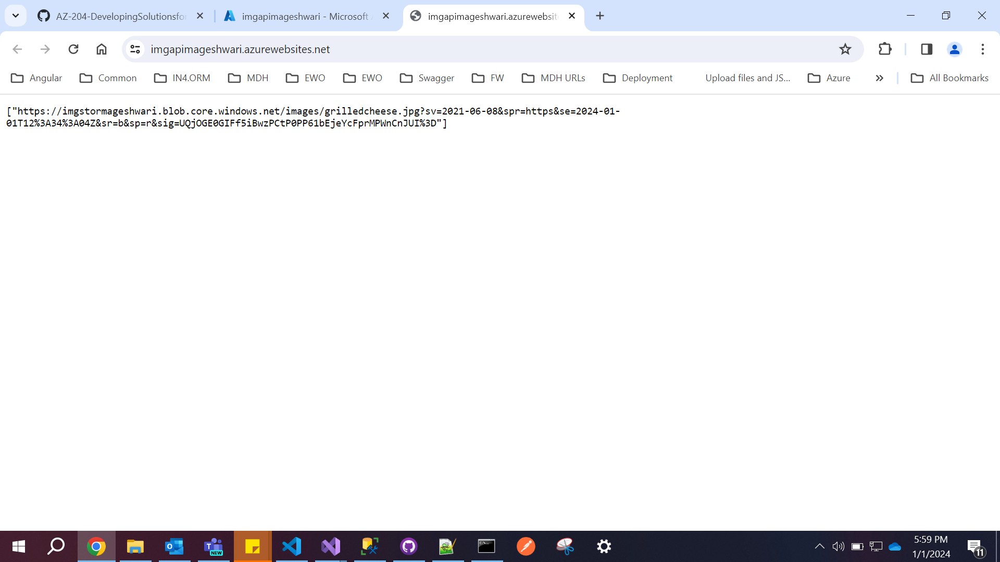 AZ-204-DevelopingSolutionsfor
imgapimageshwari - Microsoft A
imgapimageshwari.azurewebsite
imgapimageshwari.azurewebsites.net
Angular
Common
IN4.ORM
MDH
EWO
EWO
Swagger
FW
MDH URLs
Deployment
Upload files and JS...
Azure
All Bookmarks
["https://imgstormageshwari.blob.core.windows.net/images/grilledcheese.jpg?sv=2021-06-08&spr=https&se=2024-01-
01T12%3A34%3A04Z&sr=b&sp=r&sig=UQjOGE0GIFf5iBwzPCtP0PP61bEjeYcFprMPWnCnJUI%3D"]
NEW
5:59 PM
1/1/2024
11